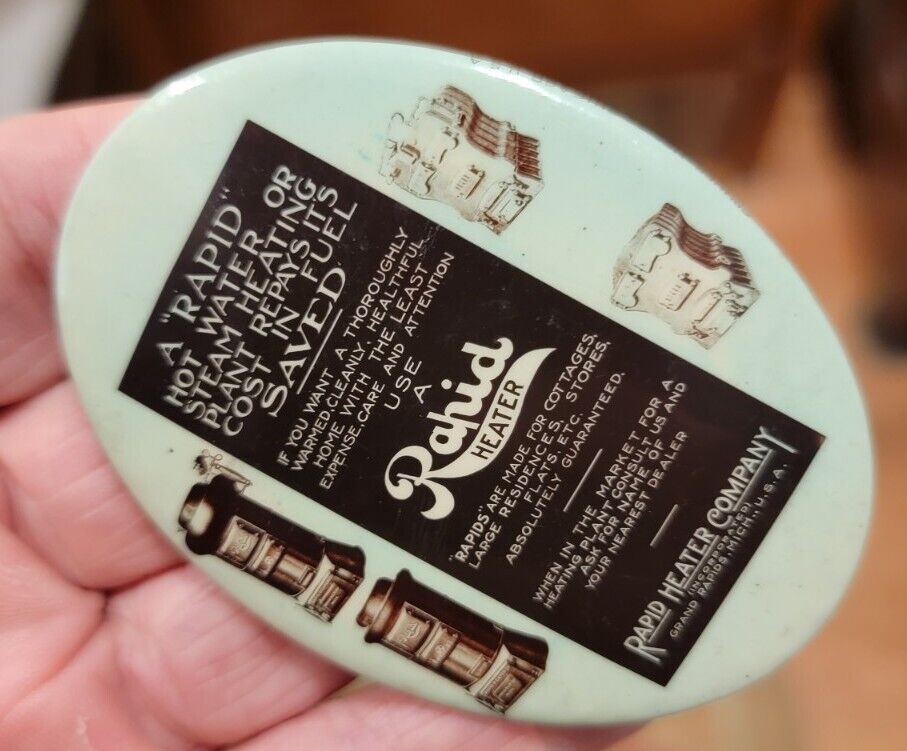 A "RAPID"
HOT WATER OR
STEAM HEATING
PLANT REPAYS IT'S
COST IN FUEL
SAVED
IF YOU WANT A THOROUGHLY
WARMED, CLEANLY, HEALTHFUL
HOME WITH THE LEAST
EXPENSE, CARE AND ATTENTION
USE
A
Rapid
HEATER
"RAPIDS" ARE MADE FOR COTTAGES,
LARGE RESIDENCES, STORES,
FLATS, ETC.
ABSOLUTELY GUARANTEED.
WHEN IN THE MARKET FOR A
HEATING PLANT CONSULT US AND
ASK FOR NAME OF
YOUR NEAREST DEALER
RAPID HEATER COMPANY
(INCORPORATED)
GRAND RAPIDS, MICH., U.S.A.